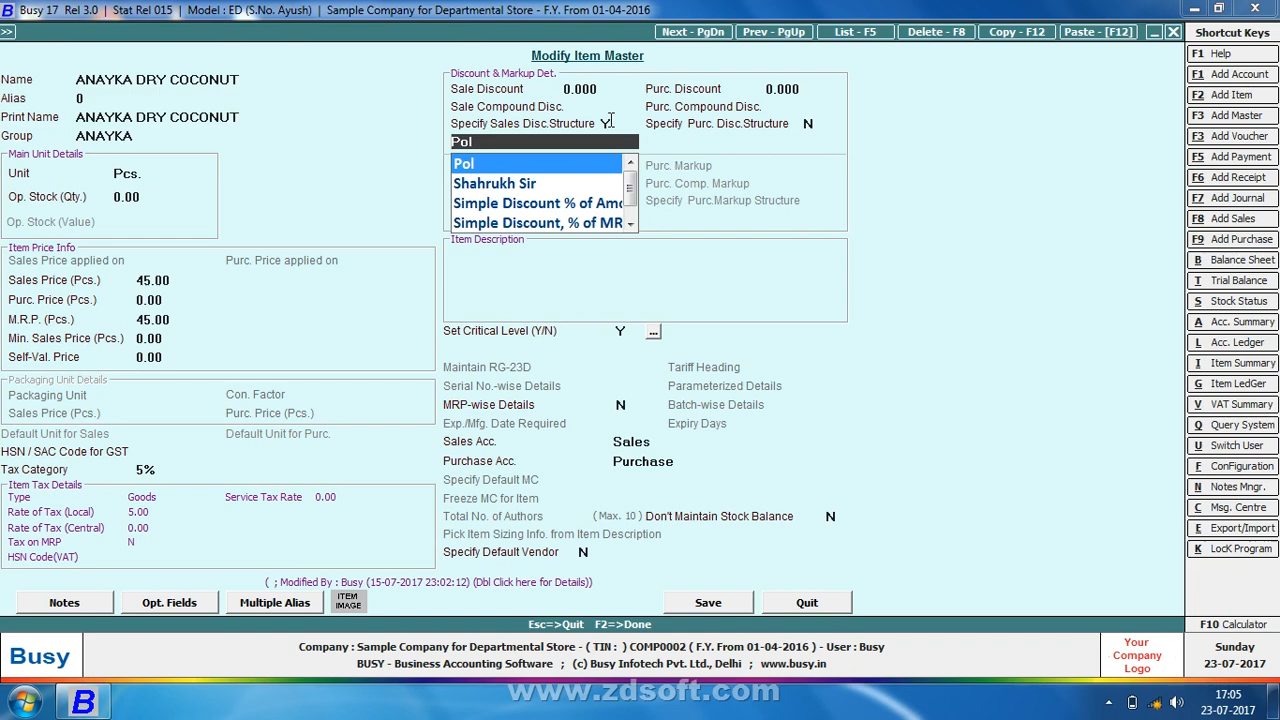 Busy 17 Rel 3.0 | Stat Rel 015 | Model : ED (S.No. Ayush) | Sample Company for Departmental Store - F.Y. From 01-04-2016
>>
Next - PgDn
Prev - PgUp
List - F5
Delete - F8
Copy - F12
Paste - [F12]
Modify Item Master
Name ANAYKA DRY COCONUT
Alias 0
Print Name ANAYKA DRY COCONUT
Group ANAYKA
Main Unit Details
Unit Pcs.
Op. Stock (Qty.) 0.00
Op. Stock (Value)
Item Price Info
Sales Price applied on Purc. Price applied on
Sales Price (Pcs.) 45.00
Purc. Price (Pcs.) 0.00
M.R.P. (Pcs.) 45.00
Min. Sales Price (Pcs.) 0.00
Self-Val. Price 0.00
Packaging Unit Details
Packaging Unit Con. Factor
Sales Price (Pcs.) Purc. Price (Pcs.)
Default Unit for Sales Default Unit for Purc.
HSN / SAC Code for GST
Tax Category 5%
Item Tax Details
Type Goods Service Tax Rate 0.00
Rate of Tax (Local) 5.00
Rate of Tax (Central) 0.00
Tax on MRP N
HSN Code(VAT)
Discount & Markup Det.
Sale Discount 0.000 Purc. Discount 0.000
Sale Compound Disc. Purc. Compound Disc.
Specify Sales Disc.Structure Y Specify Purc. Disc.Structure N
Pol
Pol
Shahrukh Sir
Simple Discount % of Amo
Simple Discount, % of MR
Purc. Markup
Purc. Comp. Markup
Specify Purc.Markup Structure
Item Description
Set Critical Level (Y/N) Y ...
Maintain RG-23D Tariff Heading
Serial No.-wise Details Parameterized Details
MRP-wise Details N Batch-wise Details
Exp./Mfg. Date Required Expiry Days
Sales Acc. Sales
Purchase Acc. Purchase
Specify Default MC
Freeze MC for Item
Total No. of Authors ( Max. 10 ) Don't Maintain Stock Balance N
Pick Item Sizing Info. from Item Description
Specify Default Vendor N
( ; Modified By : Busy (15-07-2017 23:02:12) (Dbl Click here for Details))
Notes
Opt. Fields
Multiple Alias
ITEM
IMAGE
Save
Quit
Esc=>Quit F2=>Done
Shortcut Keys
F1 Help
F1 Add Account
F2 Add Item
F3 Add Master
F3 Add Voucher
F5 Add Payment
F6 Add Receipt
F7 Add Journal
F8 Add Sales
F9 Add Purchase
B Balance Sheet
T Trial Balance
S Stock Status
A Acc. Summary
L Acc. Ledger
I Item Summary
G Item LedGer
V VAT Summary
Q Query System
U Switch User
F ConFiguration
N Notes Mngr.
C Msg. Centre
E Export/Import
K LocK Program
F10 Calculator
Busy
Company : Sample Company for Departmental Store - ( TIN : ) COMP0002 ( F.Y. From 01-04-2016 ) - User : Busy
BUSY - Business Accounting Software ; (c) Busy Infotech Pvt. Ltd., Delhi ; www.busy.in
Your
Company
Logo
Sunday
23-07-2017
www.zdsoft.com
B
17:05
23-07-2017